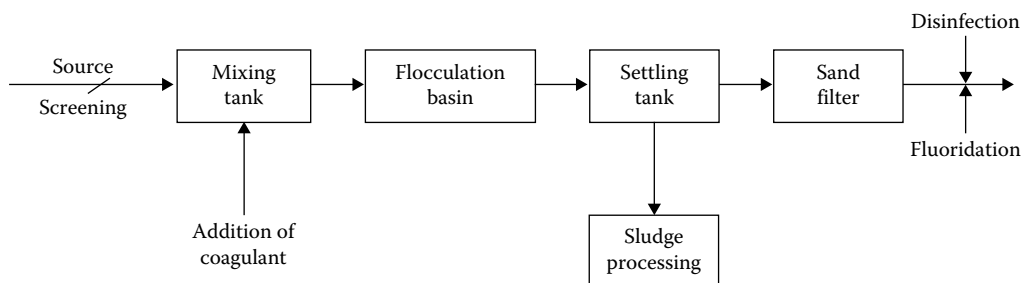 Source
Screening
Mixing
tank
Addition of
coagulant
Flocculation
basin
Settling
tank
Sludge
processing
Sand
filter
Disinfection
Fluoridation